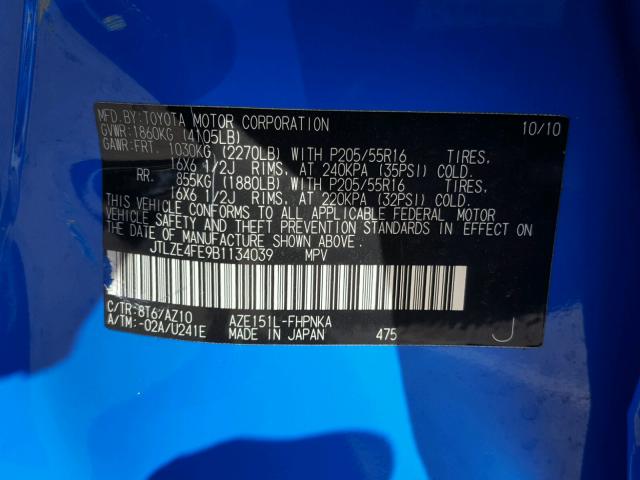 MFD.BY:TOYOTA MOTOR CORPORATION 10/10
GVWR:1860KG (4105LB)
GAWR:FRT. 1030KG (2270LB) WITH P205/55R16 TIRES.
16X6 1/2J RIMS, AT 240KPA (35PSI) COLD.
RR. 855KG (1880LB) WITH P205/55R16 TIRES.
16X6 1/2J RIMS, AT 220KPA (32PSI) COLD.
THIS VEHICLE CONFORMS TO ALL APPLICABLE FEDERAL MOTOR
VEHICLE SAFETY AND THEFT PREVENTION STANDARDS IN EFFECT ON
THE DATE OF MANUFACTURE SHOWN ABOVE.
JTLZE4FE9B1134039 MPV
C/TR:8T6/AZ10 AZE151L-FHPNKA
A/TM:-02A/U241E MADE IN JAPAN 475 J